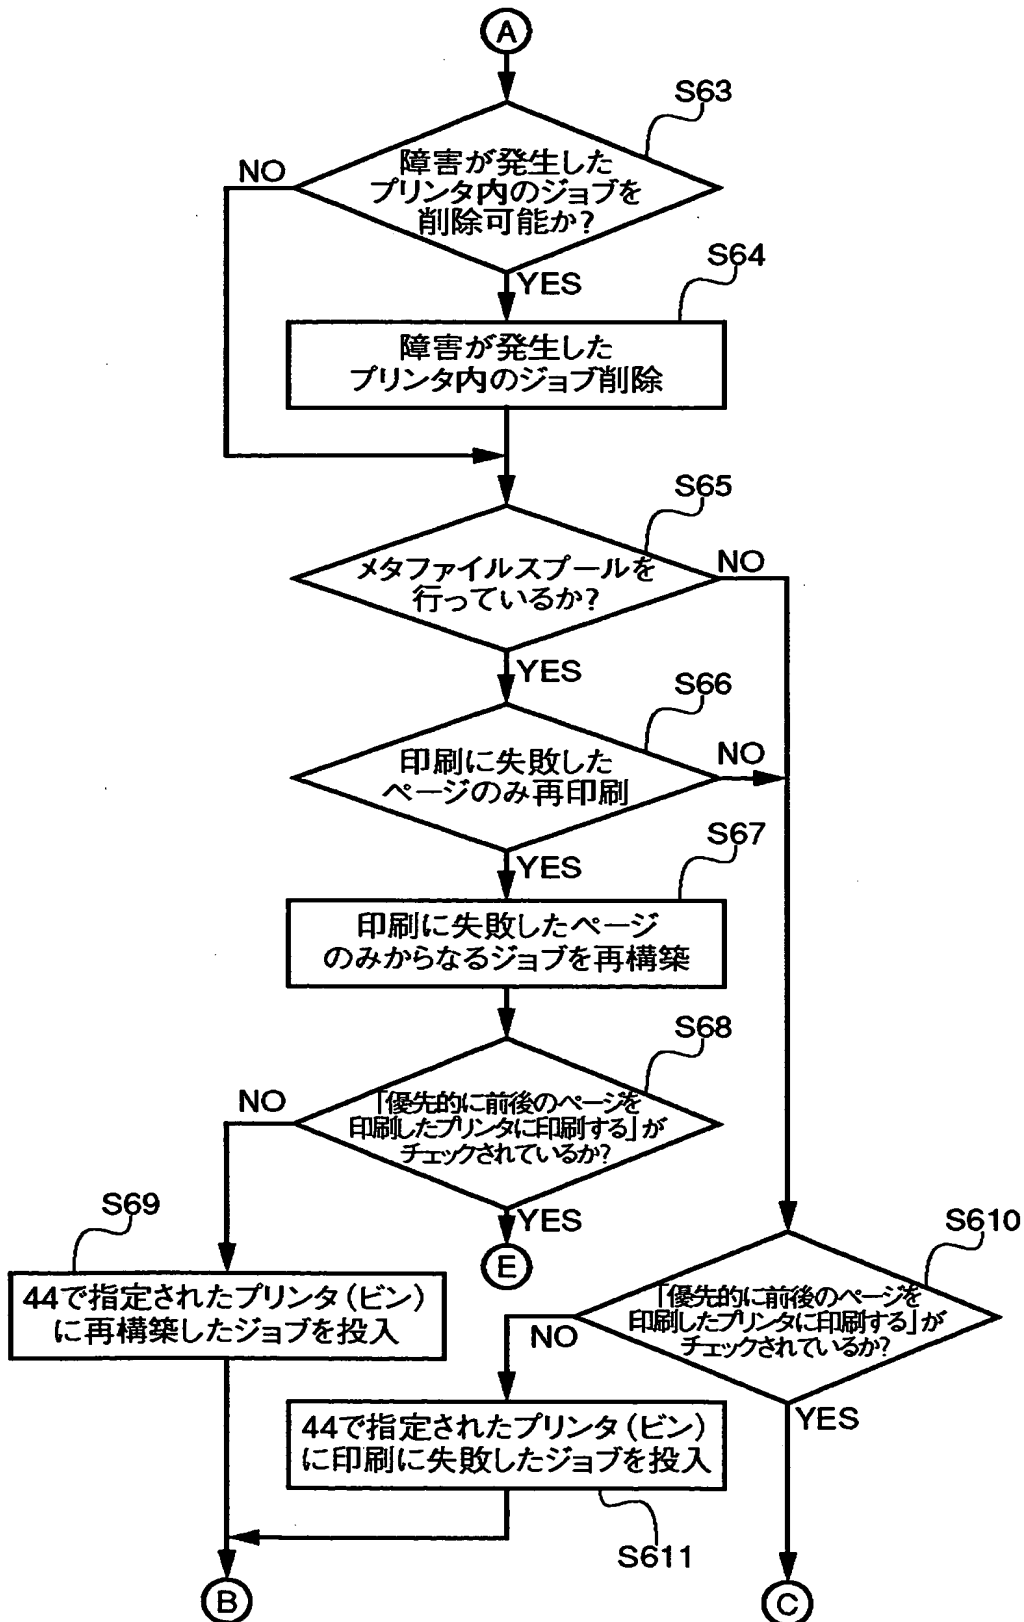 A
S63
障害が発生した
プリンタ内のジョブを
削除可能か?
NO
YES
S64
障害が発生した
プリンタ内のジョブ削除
S65
メタファイルスプールを
行っているか?
NO
YES
S66
印刷に失敗した
ページのみ再印刷
NO
YES
S67
印刷に失敗したページ
のみからなるジョブを再構築
S68
「優先的に前後のページを
印刷したプリンタに印刷する」が
チェックされているか?
NO
YES
E
S69
44で指定されたプリンタ(ビン)
に再構築したジョブを投入
S610
「優先的に前後のページを
印刷したプリンタに印刷する」が
チェックされているか?
NO
YES
44で指定されたプリンタ(ビン)
に印刷に失敗したジョブを投入
S611
B
C